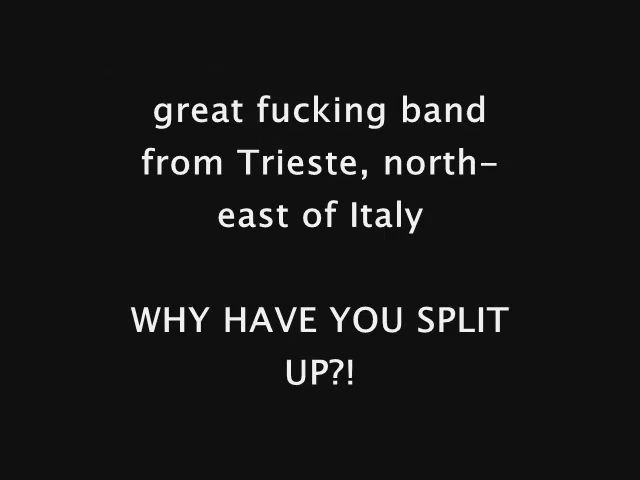 great fucking band
from Trieste, north-
east of Italy
WHY HAVE YOU SPLIT
UP?!